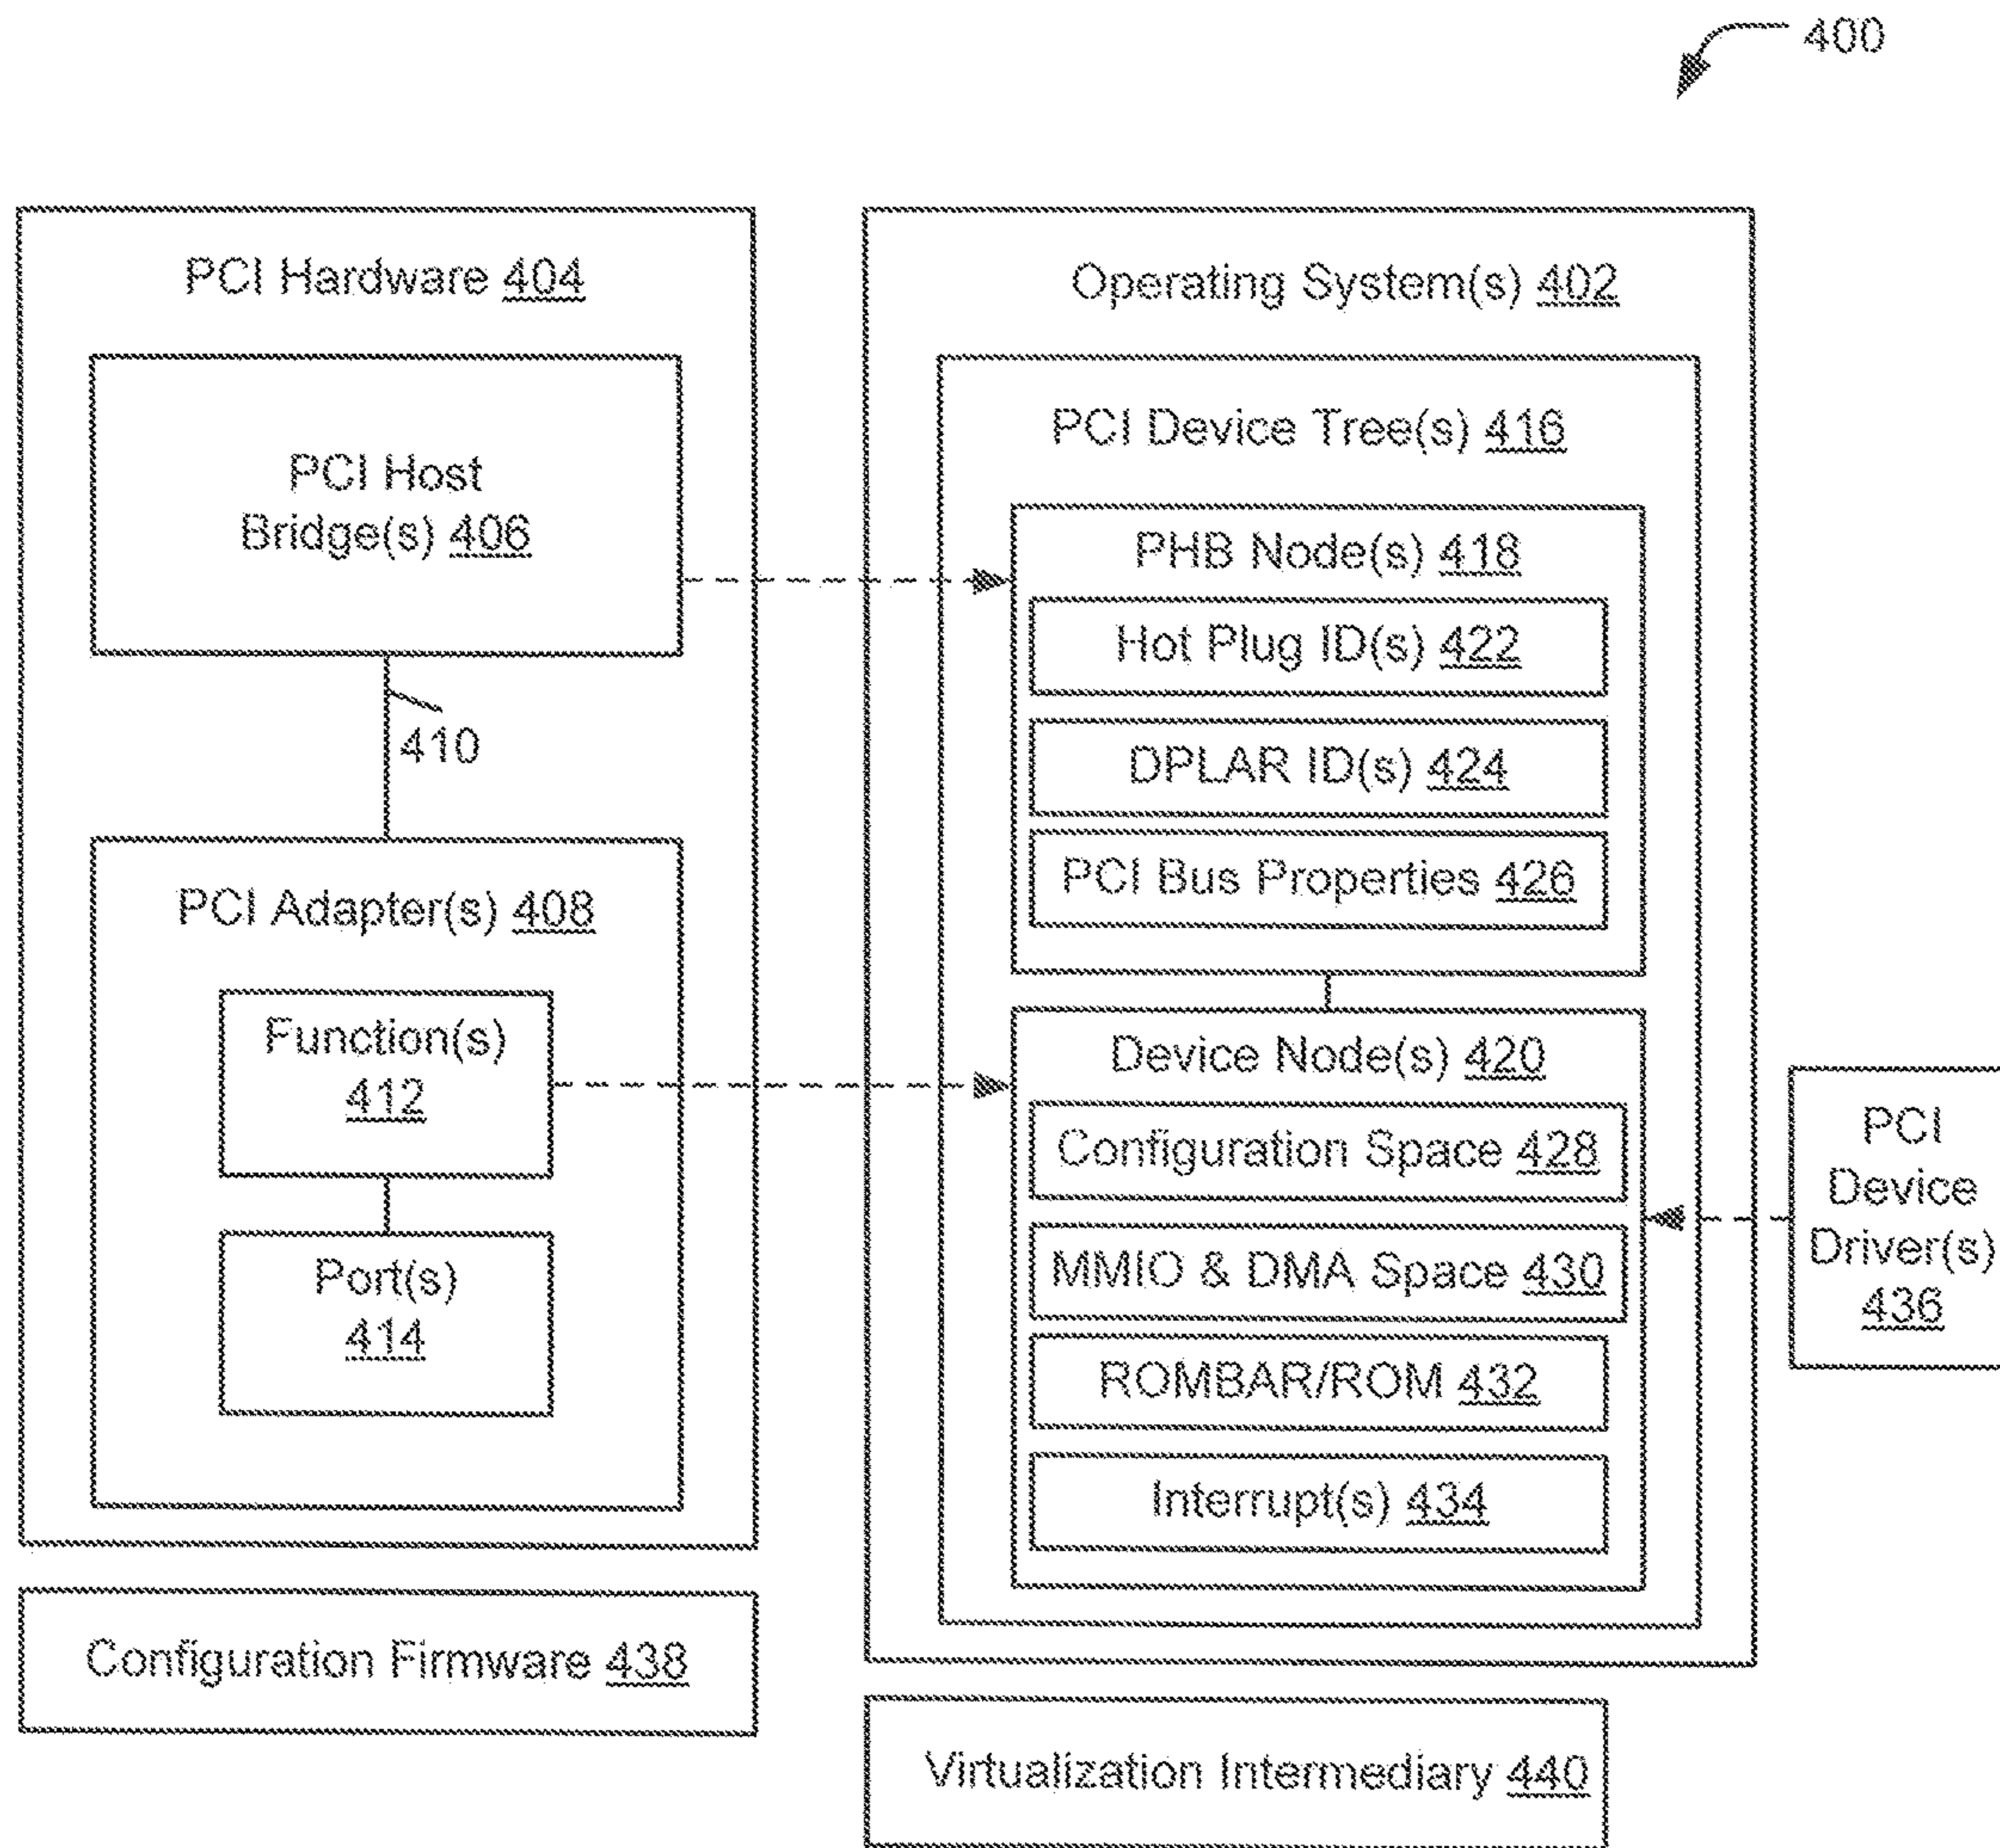 400
PCI Hardware 404
PCI Host
Bridge(s) 406
410
PCI Adapter(s) 408
Function(s)
412
Port(s)
414
Configuration Firmware 438
Operating System(s) 402
PCI Device Tree(s) 416
PHB Node(s) 418
Hot Plug ID(s) 422
DPLAR ID(s) 424
PCI Bus Properties 426
Device Node(s) 420
Configuration Space 428
MMIO & DMA Space 430
ROMBAR/ROM 432
Interrupt(s) 434
PCI
Device
Driver(s)
436
Virtualization Intermediary 440